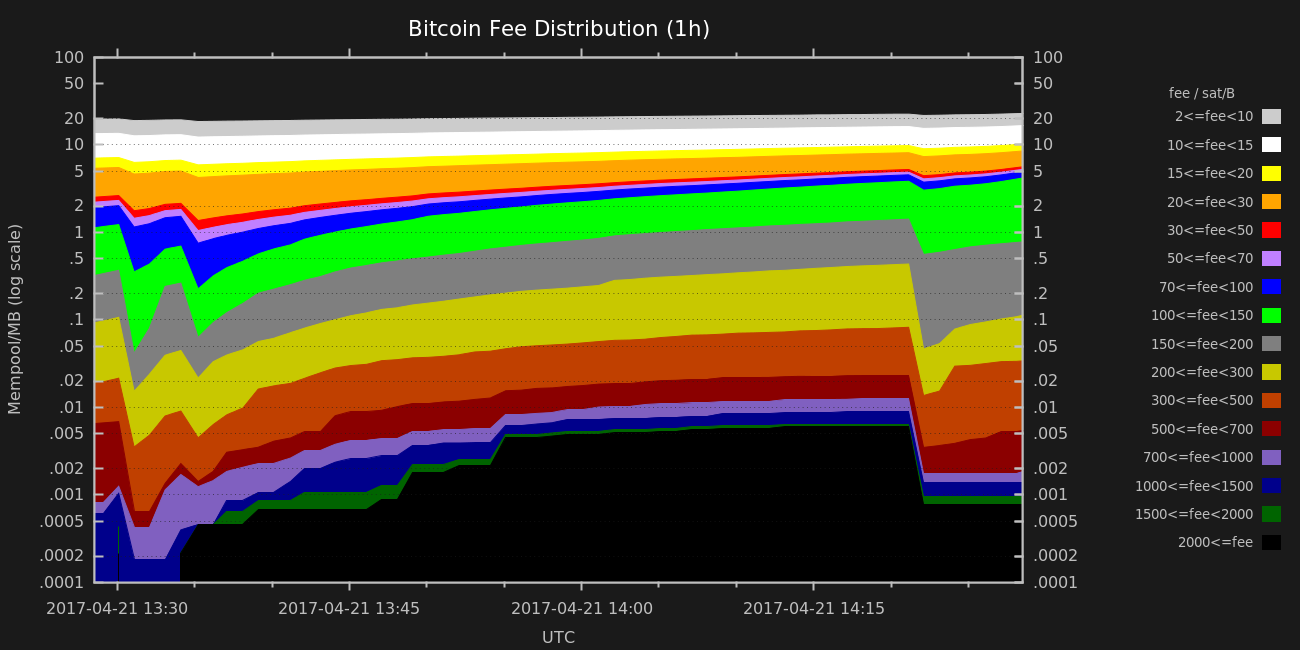 Bitcoin Fee Distribution (1h)
Mempool/MB (log scale)
100
50
20
10
5
2
1
.5
.2
.1
.05
.02
.01
.005
.002
.001
.0005
.0002
.0001
100
50
20
10
5
2
1
.5
.2
.1
.05
.02
.01
.005
.002
.001
.0005
.0002
.0001
fee / sat/B
2<=fee<10
10<=fee<15
15<=fee<20
20<=fee<30
30<=fee<50
50<=fee<70
70<=fee<100
100<=fee<150
150<=fee<200
200<=fee<300
300<=fee<500
500<=fee<700
700<=fee<1000
1000<=fee<1500
1500<=fee<2000
2000<=fee
2017-04-21 13:30 2017-04-21 13:45 2017-04-21 14:00 2017-04-21 14:15
UTC